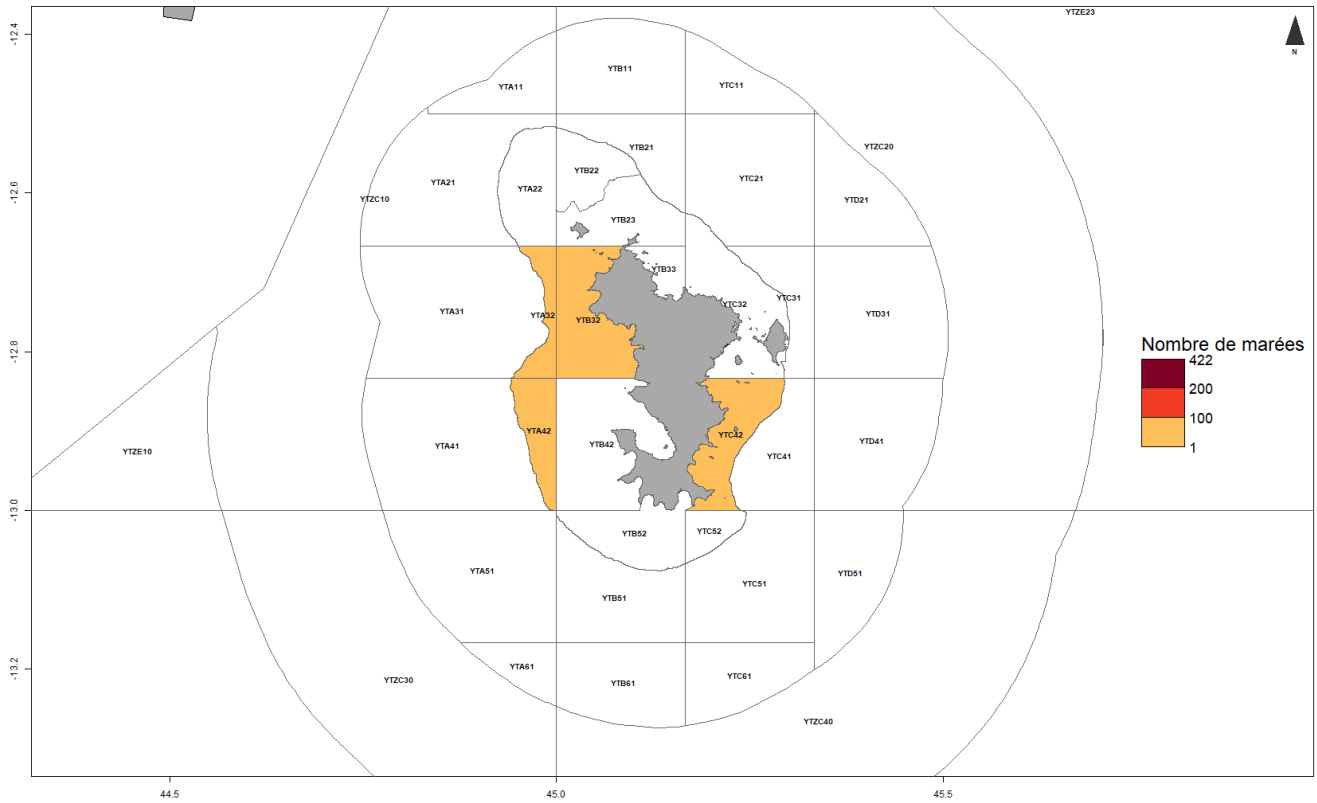 YTZE23
-12.4
N
YTB11
YTA11
YTC11
YTB21
YTZC20
YTB22
YTC21
YTA21
YTA22
-12.6
YTZC10
YTD21
YTB23
YTB33
YTC31
YTC32
YTA31
YTA32
YTB32
YTD31
Nombre de marées
-12.8
422
200
100
1
YTA42
YTC42
YTA41
YTB42
YTD41
YTZE10
YTC41
-13.0
YTB52
YTC52
YTA51
YTD51
YTC51
YTB51
-13.2
YTA61
YTZC30
YTB61
YTC61
YTZC40
44.5
45.0
45.5